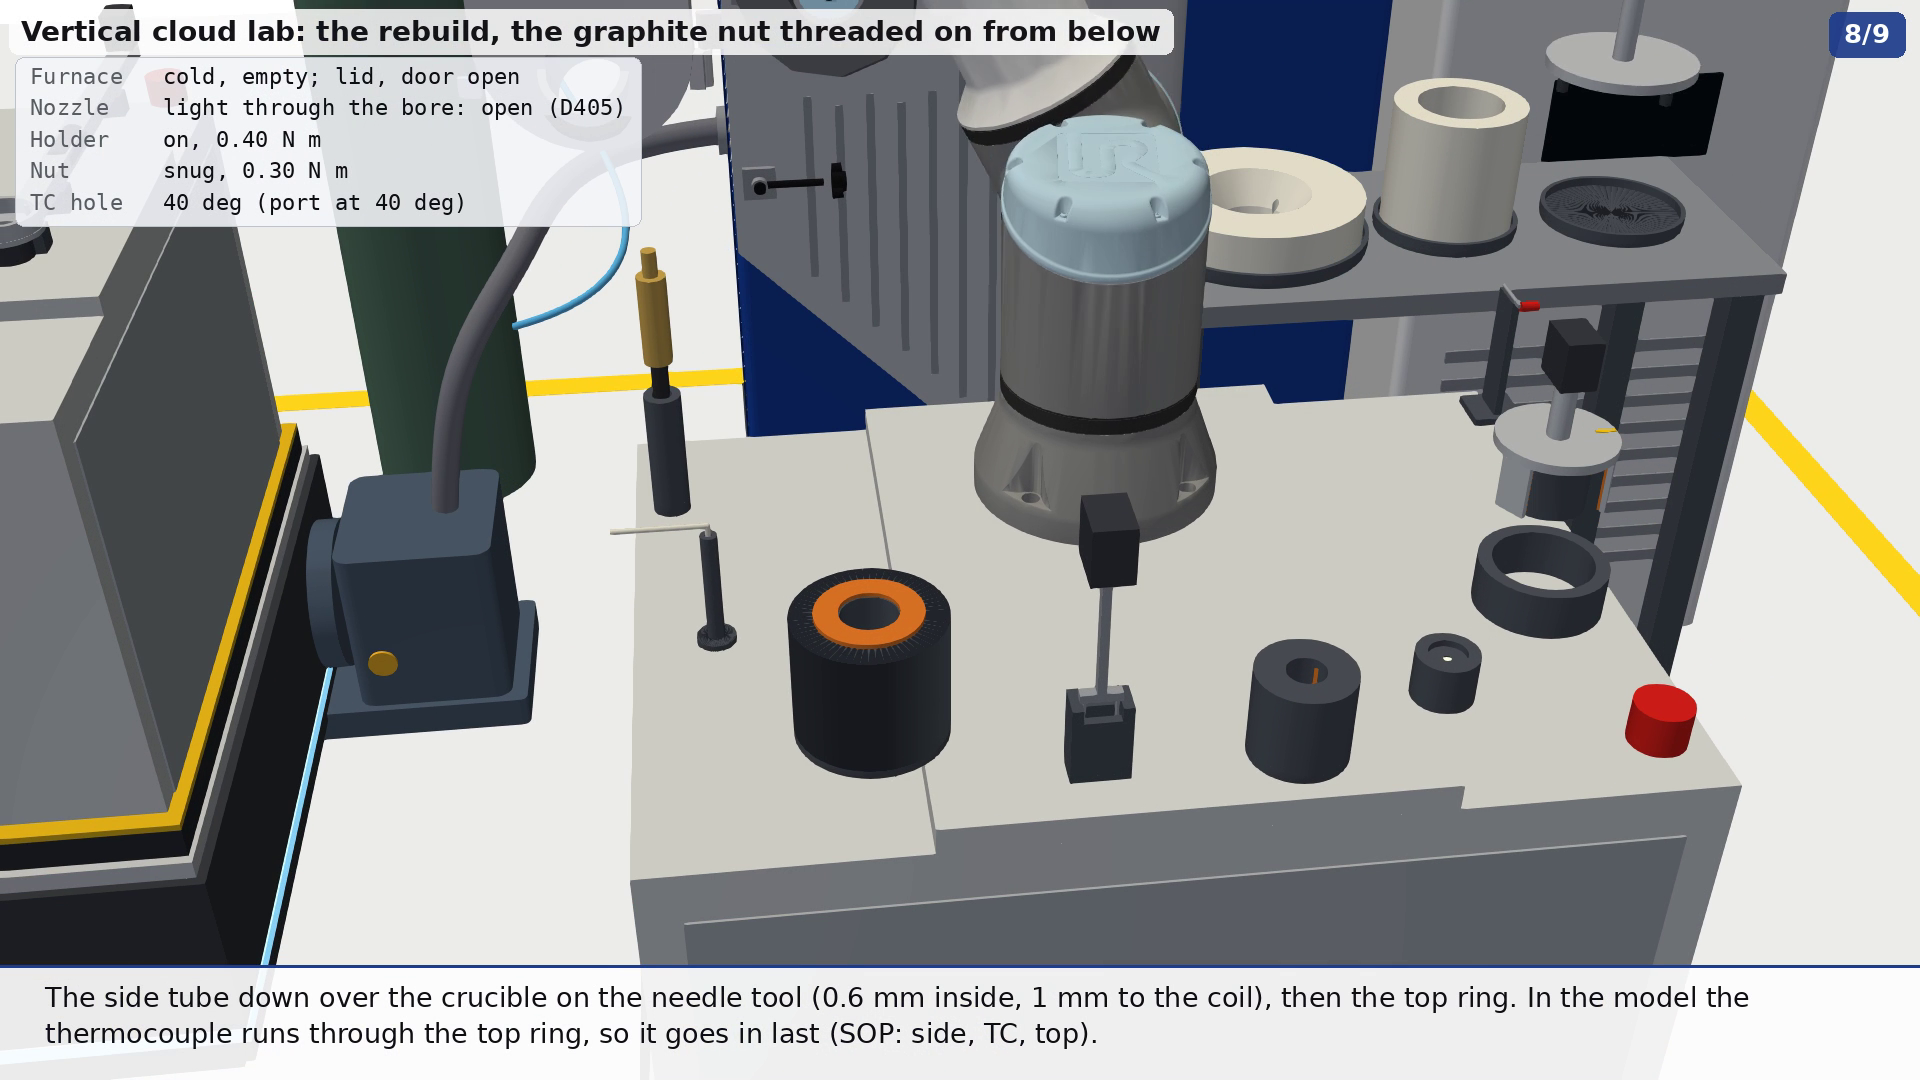 Vertical cloud lab: the rebuild, the graphite nut threaded on from below
8/9
Furnace cold, empty; lid, door open
Nozzle light through the bore: open (D405)
Holder on, 0.40 N m
Nut snug, 0.30 N m
TC hole 40 deg (port at 40 deg)
UR
The side tube down over the crucible on the needle tool (0.6 mm inside, 1 mm to the coil), then the top ring. In the model the
thermocouple runs through the top ring, so it goes in last (SOP: side, TC, top).